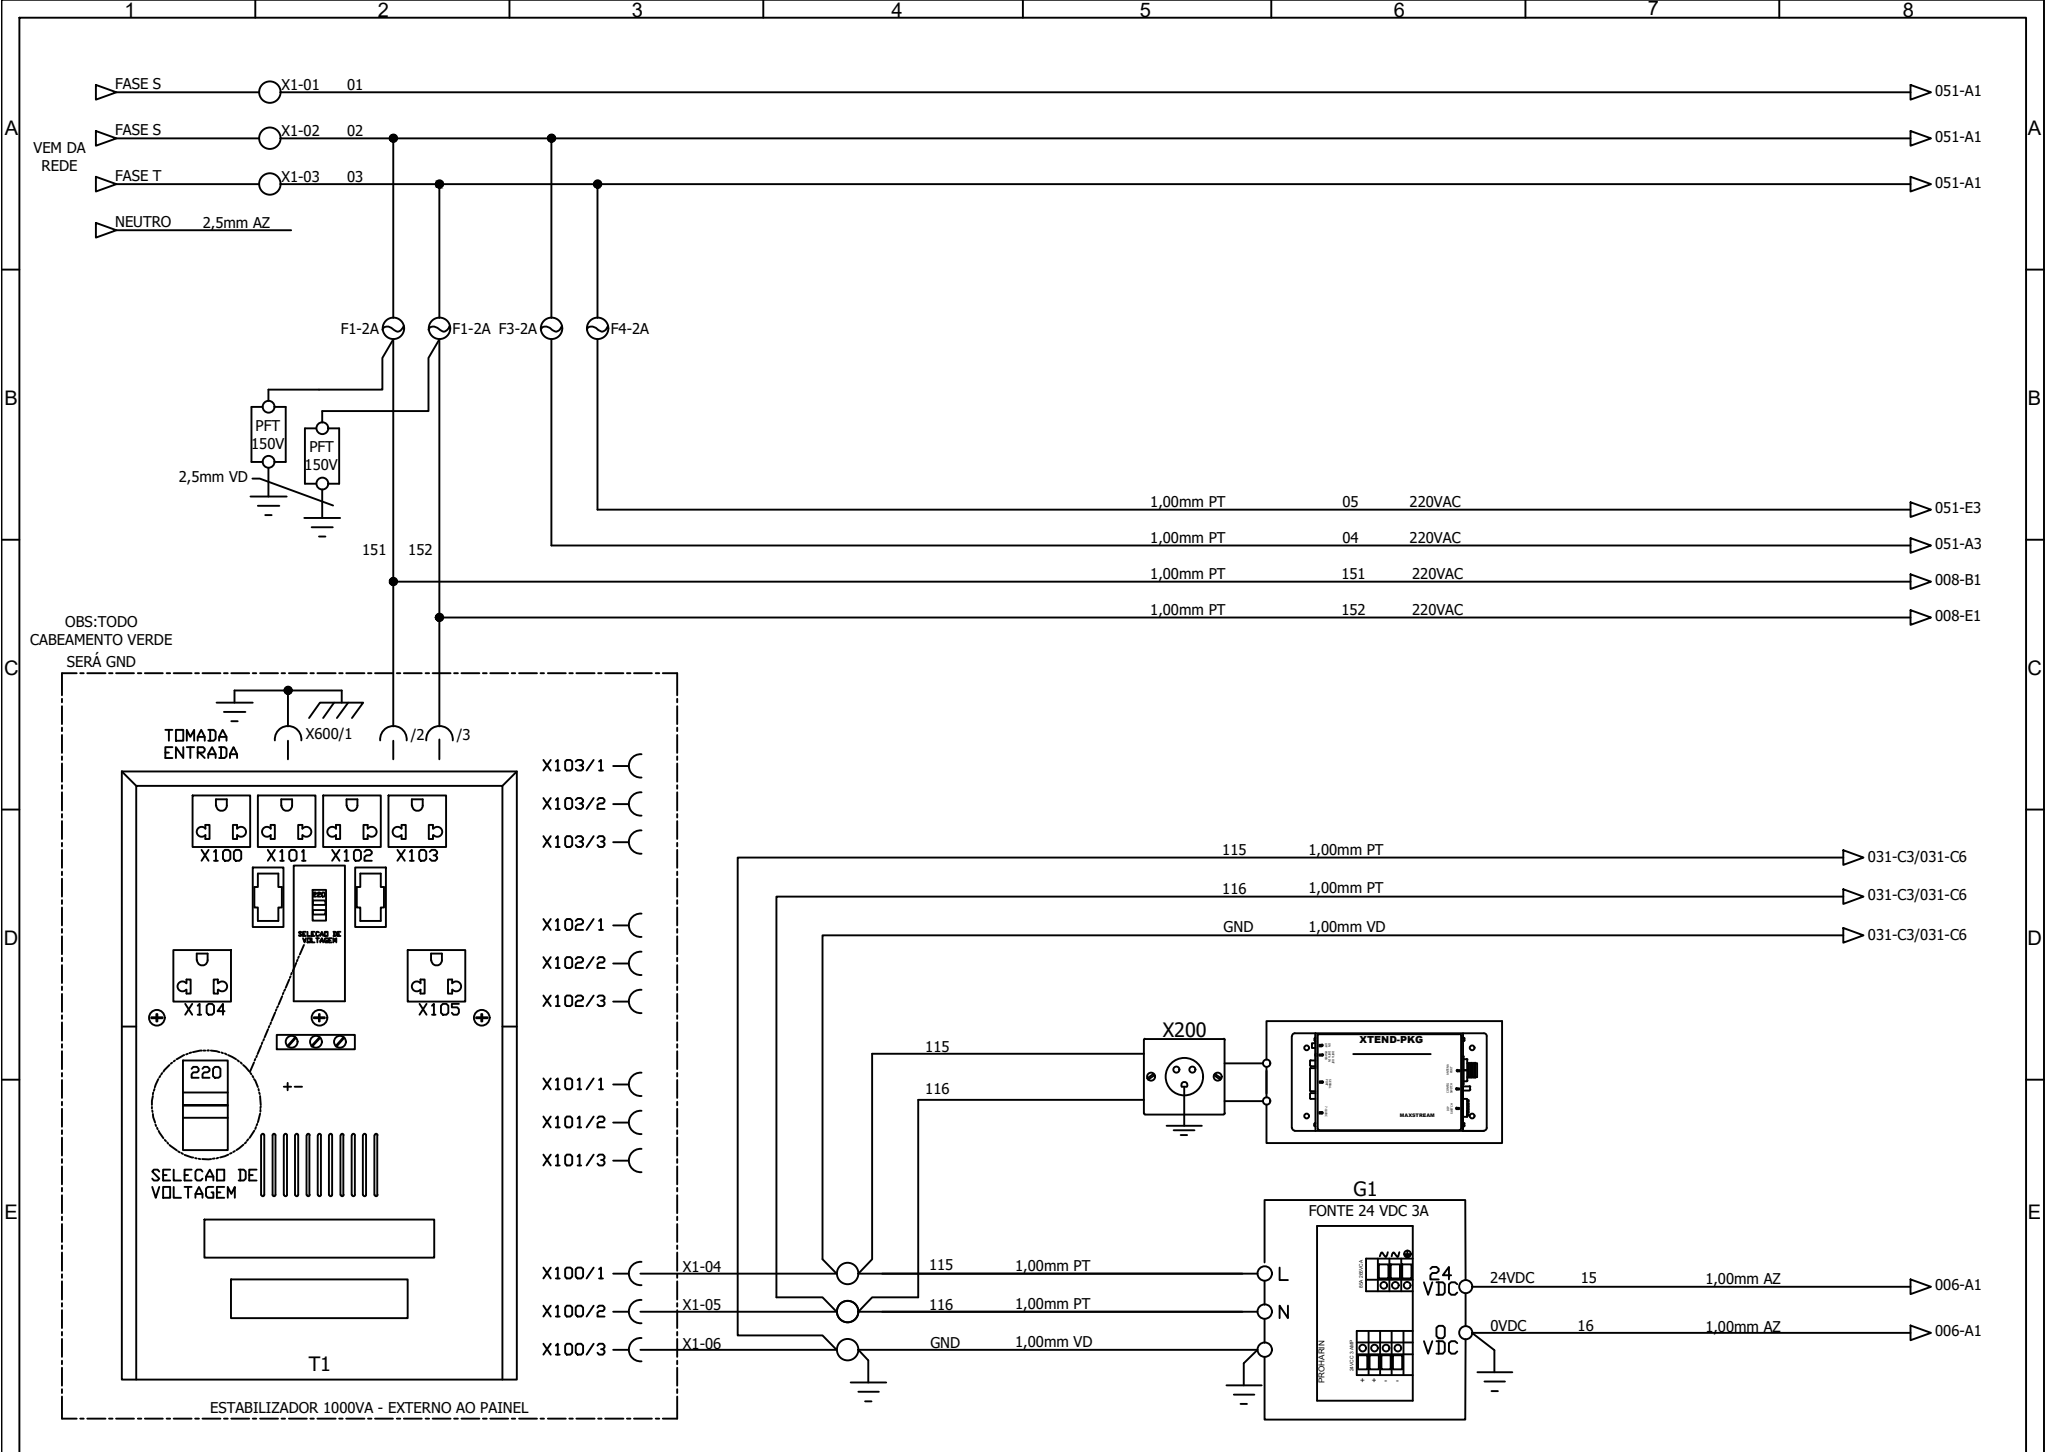 1 2 3 4 5 6 7 8
FASE S X1-01 01 051-A1
A A
FASE S X1-02 02 051-A1
VEM DA
REDE
FASE T X1-03 03 051-A1
NEUTRO 2,5mm AZ
F1-2A F1-2A F3-2A F4-2A
B B
PFT
150V
PFT
150V
2,5mm VD
1,00mm PT 05 220VAC 051-E3
1,00mm PT 04 220VAC 051-A3
151 152
1,00mm PT 151 220VAC 008-B1
1,00mm PT 152 220VAC 008-E1
OBS:TODO
CABEAMENTO VERDE
SERÁ GND
C C
TOMADA
ENTRADA
X600/1 /2 /3
X103/1
X103/2
X103/3
X100 X101 X102 X103
115 1,00mm PT 031-C3/031-C6
116 1,00mm PT 031-C3/031-C6
GND 1,00mm VD 031-C3/031-C6
220
SELECAO DE
VOLTAGEM
D D
X102/1
X102/2
X102/3
X104 X105
X200
XTEND-PKG
MAXSTREAM
115
116
220
+-
X101/1
X101/2
X101/3
SELECAO DE
VOLTAGEM
E E
G1
FONTE 24 VDC 3A
X100/1 X1-04 115 1,00mm PT L
X100/2 X1-05 116 1,00mm PT N
X100/3 X1-06 GND 1,00mm VD
24
VDC
24VDC 15 1,00mm AZ 006-A1
0
VDC
0VDC 16 1,00mm AZ 006-A1
PROHARIN
24VCC 3 AMP
+ + - -
T1
ESTABILIZADOR 1000VA - EXTERNO AO PAINEL